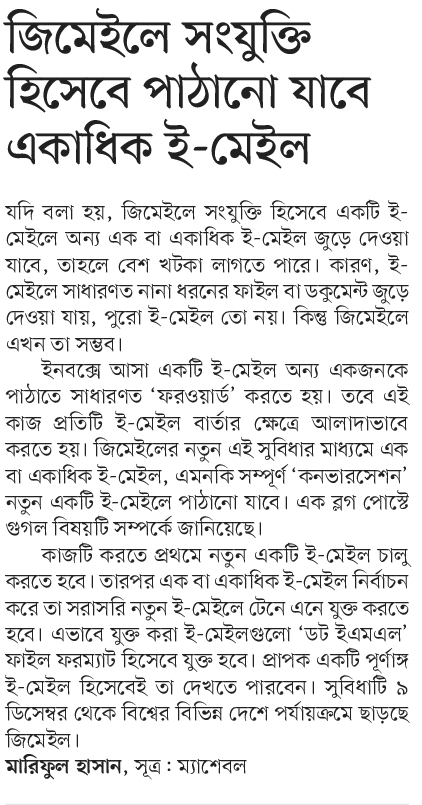 জিমেইলে সংযুক্তি
হিসেবে পাঠানো যাবে
একাধিক ই-মেইল
যদি বলা হয়, জিমেইলে সংযুক্তি হিসেবে একটি ই-
মেইলে অন্য এক বা একাধিক ই-মেইল জুড়ে দেওয়া
যাবে, তাহলে বেশ খটকা লাগতে পারে। কারণ, ই-
মেইলে সাধারণত নানা ধরনের ফাইল বা ডকুমেন্ট জুড়ে
দেওয়া যায়, পুরো ই-মেইল তো নয়। কিন্তু জিমেইলে
এখন তা সম্ভব।
ইনবক্সে আসা একটি ই-মেইল অন্য একজনকে
পাঠাতে সাধারণত ‘ফরওয়ার্ড’ করতে হয়। তবে এই
কাজ প্রতিটি ই-মেইল বার্তার ক্ষেত্রে আলাদাভাবে
করতে হয়। জিমেইলের নতুন এই সুবিধার মাধ্যমে এক
বা একাধিক ই-মেইল, এমনকি সম্পূর্ণ ‘কনভারসেশন’
নতুন একটি ই-মেইলে পাঠানো যাবে। এক ব্লগ পোস্টে
গুগল বিষয়টি সম্পর্কে জানিয়েছে।
কাজটি করতে প্রথমে নতুন একটি ই-মেইল চালু
করতে হবে। তারপর এক বা একাধিক ই-মেইল নির্বাচন
করে তা সরাসরি নতুন ই-মেইলে টেনে এনে যুক্ত করতে
হবে। এভাবে যুক্ত করা ই-মেইলগুলো ‘ডট ইএমএল’
ফাইল ফরম্যাট হিসেবে যুক্ত হবে। প্রাপক একটি পূর্ণাঙ্গ
ই-মেইল হিসেবেই তা দেখতে পারবেন। সুবিধাটি ৯
ডিসেম্বর থেকে বিশ্বের বিভিন্ন দেশে পর্যায়ক্রমে ছাড়ছে
জিমেইল।
মারিফুল হাসান, সূত্র : ম্যাশেবল